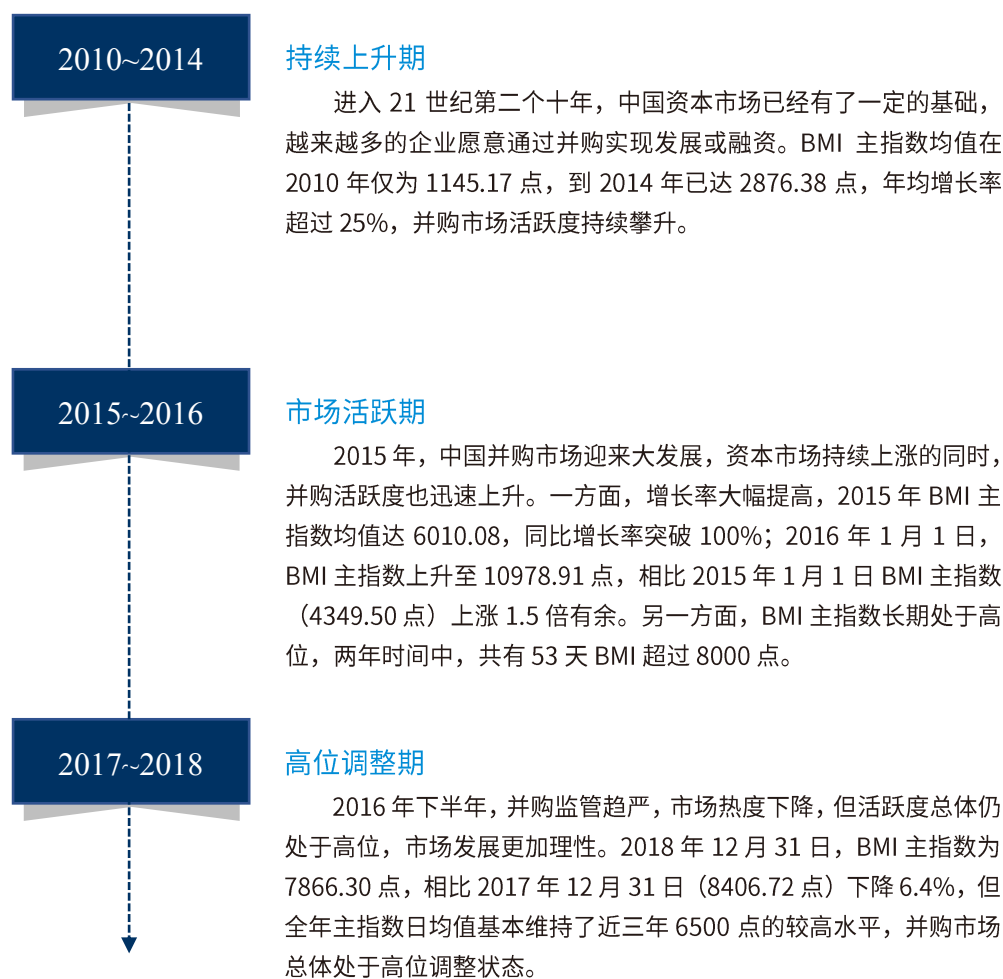 2010~2014
持续上升期
进入 21 世纪第二个十年，中国资本市场已经有了一定的基础，
越来越多的企业愿意通过并购实现发展或融资。BMI 主指数均值在
2010 年仅为 1145.17 点，到 2014 年已达 2876.38 点，年均增长率
超过 25%，并购市场活跃度持续攀升。
2015~2016
市场活跃期
2015 年，中国并购市场迎来大发展，资本市场持续上涨的同时，
并购活跃度也迅速上升。一方面，增长率大幅提高，2015 年 BMI 主
指数均值达 6010.08，同比增长率突破 100%；2016 年 1 月 1 日，
BMI 主指数上升至 10978.91 点，相比 2015 年 1 月 1 日 BMI 主指数
（4349.50 点）上涨 1.5 倍有余。另一方面，BMI 主指数长期处于高
位，两年时间中，共有 53 天 BMI 超过 8000 点。
2017~2018
高位调整期
2016 年下半年，并购监管趋严，市场热度下降，但活跃度总体仍
处于高位，市场发展更加理性。2018 年 12 月 31 日，BMI 主指数为
7866.30 点，相比 2017 年 12 月 31 日（8406.72 点）下降 6.4%，但
全年主指数日均值基本维持了近三年 6500 点的较高水平，并购市场
总体处于高位调整状态。